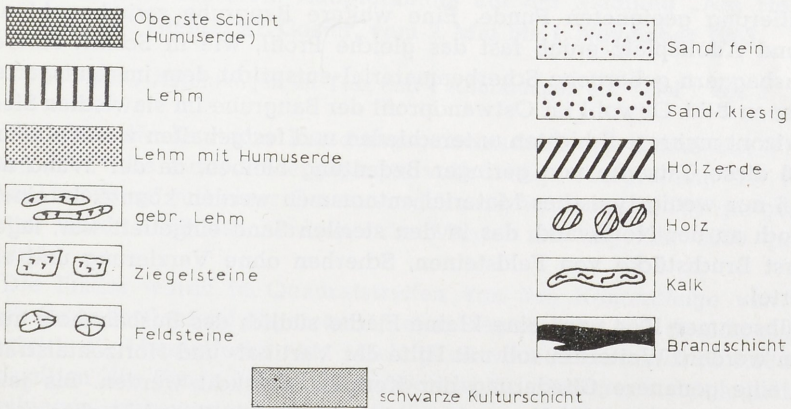 Oberste Schicht
(Humuserde)
Lehm
Lehm mit Humuserde
gebr. Lehm
Ziegelsteine
Feldsteine
Sand, fein
Sand, kiesig
Holzerde
Holz
Kalk
Brandschicht
schwarze Kulturschicht